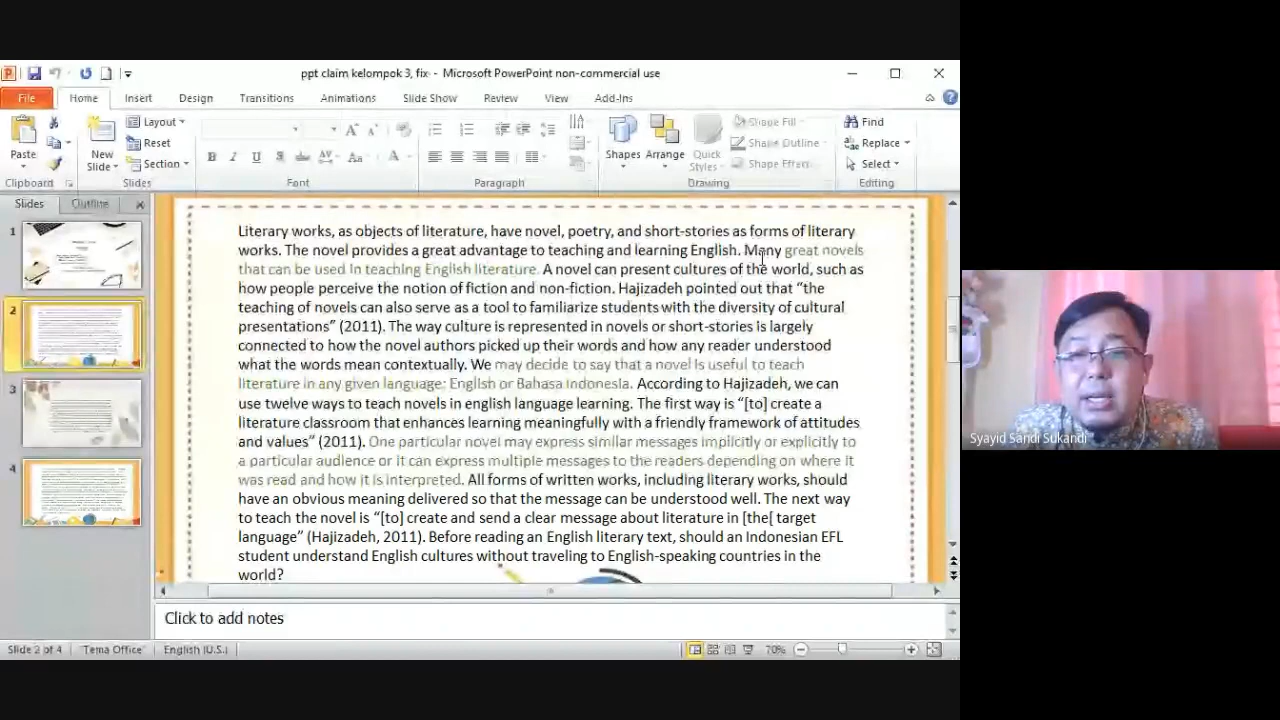 ppt claim kelompok 3, fix - Microsoft PowerPoint non-commercial use
File Home Insert Design Transitions Animations Slide Show Review View Add-Ins
Paste
Clipboard
New Slide
Layout
Reset
Section
Slides
Font
Paragraph
Shapes
Arrange
Quick Styles
Shape Fill
Shape Outline
Shape Effects
Drawing
Find
Replace
Select
Editing
Slides Outline
1
2
3
4
Literary works, as objects of literature, have novel, poetry, and short-stories as forms of literary
works. The novel provides a great advantage to teaching and learning English. Many great novels
that can be used in teaching English literature. A novel can present cultures of the world, such as
how people perceive the notion of fiction and non-fiction. Hajizadeh pointed out that “the
teaching of novels can also serve as a tool to familiarize students with the diversity of cultural
presentations” (2011). The way culture is represented in novels or short-stories is largely
connected to how the novel authors picked up their words and how any reader understood
what the words mean contextually. We may decide to say that a novel is useful to teach
literature in any given language: English or Bahasa Indonesia. According to Hajizadeh, we can
use twelve ways to teach novels in english language learning. The first way is “[to] create a
literature classroom that enhances learning meaningfully with a friendly framework of attitudes
and values” (2011). One particular novel may express similar messages implicitly or explicitly to
a particular audience or it can express multiple messages to the readers depending on where it
was read and how it is interpreted. All forms of written works, including literary works, should
have an obvious meaning delivered so that the message can be understood well. The next way
to teach the novel is “[to] create and send a clear message about literature in [the[ target
language” (Hajizadeh, 2011). Before reading an English literary text, should an Indonesian EFL
student understand English cultures without traveling to English-speaking countries in the
world?
Click to add notes
Slide 2 of 4 "Tema Office" English (U.S.) 70%
Syayid Sandi Sukandi